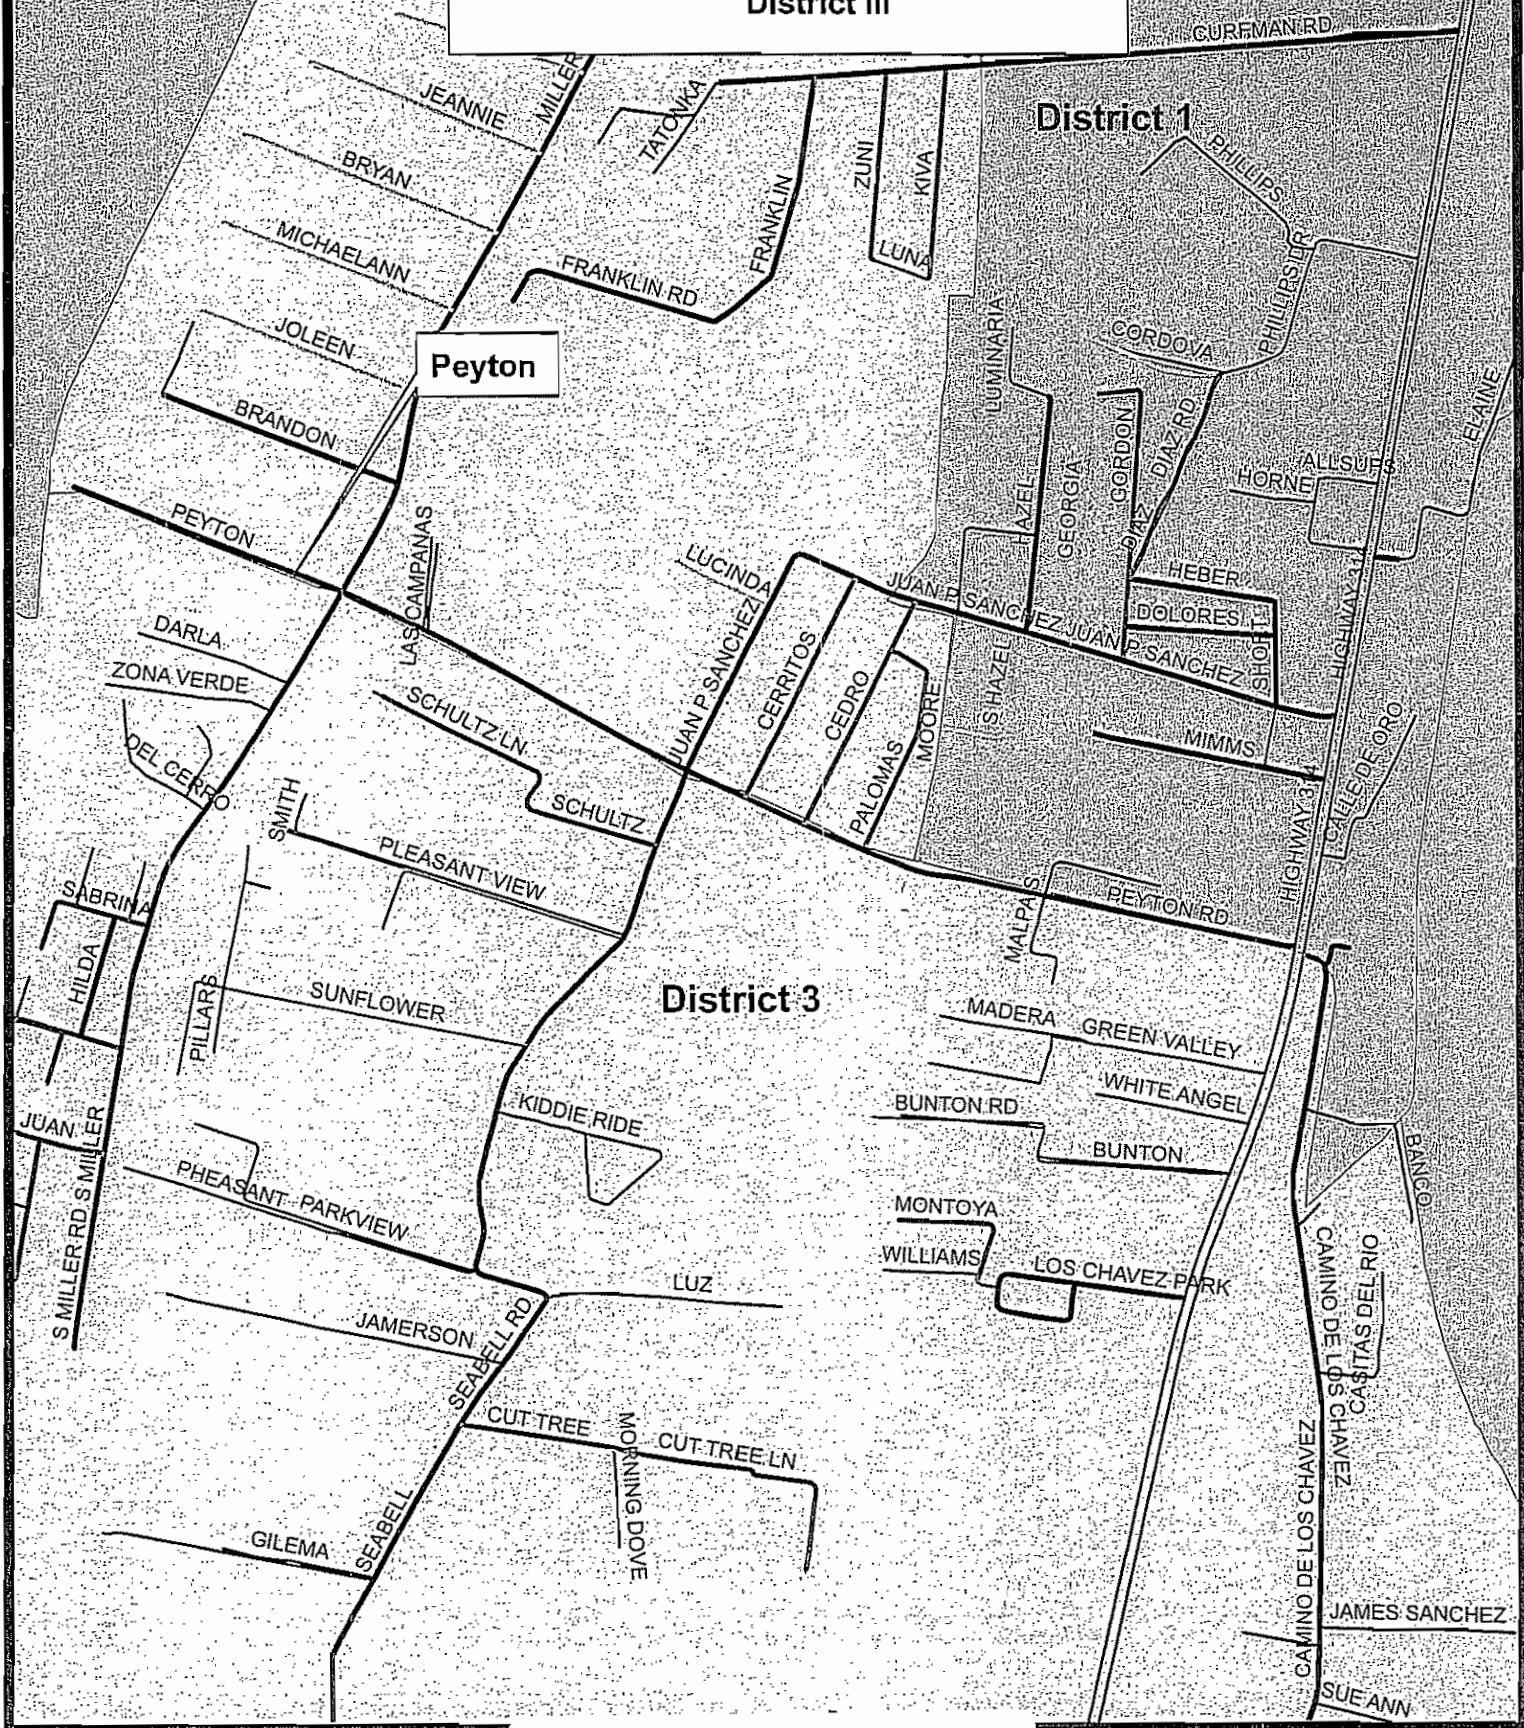 District III
CURFMAN RD
MILLER
JEANNIE
TATONKA
District 1
PHILLIPS
BRYAN
ZUNI
KIVA
FRANKLIN
MICHAELANN
LUNA
PHILLIPS DR
FRANKLIN RD
JOLEEN
LUMINARIA
CORDOVA
Peyton
ELAINE
BRANDON
GORDON
DIAZ RD
ALLSUPS
HORNE
HAZEL
GEORGIA
DIAZ
PEYTON
LAS CAMPANAS
LUCINDA
JUAN P SANCHEZ
HEBER
HIGHWAY 314
DOLORES
SHORT
JUAN P SANCHEZ
DARLA
ZONA VERDE
JUAN P SANCHEZ
CERRITOS
CEDRO
MOORE
S HAZEL
SCHULTZ LN
MIMMS
CALLE DE ORO
DEL CERRO
SMITH
SCHULTZ
PALOMAS
HIGHWAY 314
PLEASANT VIEW
SABRINA
MALPAS
PEYTON RD
HILDA
PILLARS
SUNFLOWER
District 3
MADERA
GREEN VALLEY
WHITE ANGEL
KIDDIE RIDE
BUNTON RD
JUAN
BUNTON
BANCO
PHEASANT
PARKVIEW
MONTOYA
S MILLER RD
S MILLER
WILLIAMS
LOS CHAVEZ PARK
CAMINO DE LOS CHAVEZ
CASITAS DEL RIO
LUZ
JAMERSON
SEABELL RD
CUT TREE
MORNING DOVE
CUT TREE LN
CAMINO DE LOS CHAVEZ
GILEMA
SEABELL
JAMES SANCHEZ
SUE ANN